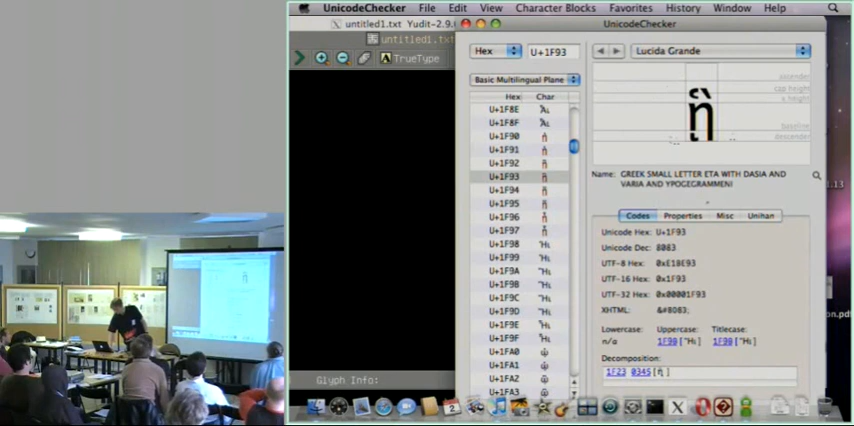 UnicodeChecker File Edit View Character Blocks Favorites History Window Help
untitled1.txt Yudit-2.9.
UnicodeChecker
untitled1.txt
TrueType
Hex U+1F93
Lucida Grande
Basic Multilingual Plane
Hex Char
ascender
cap height
x height
baseline
descender
ἣ
U+1F8E
U+1F8F
U+1F90
U+1F91
U+1F92
U+1F93
U+1F94
U+1F95
U+1F96
U+1F97
U+1F98
U+1F99
U+1F9A
U+1F9B
U+1F9C
U+1F9D
U+1F9E
U+1F9F
U+1FA0
U+1FA1
U+1FA2
U+1FA3
Name: GREEK SMALL LETTER ETA WITH DASIA AND
VARIA AND YPOGEGRAMMENI
Codes Properties Misc Unihan
Unicode Hex: U+1F93
Unicode Dec: 8083
UTF-8 Hex: 0xE1BE93
UTF-16 Hex: 0x1F93
UTF-32 Hex: 0x00001F93
XHTML: &#8083;
Lowercase: Uppercase: Titlecase:
n/a 1F9B 1F9B
Decomposition:
1F23 0345
Glyph Info: